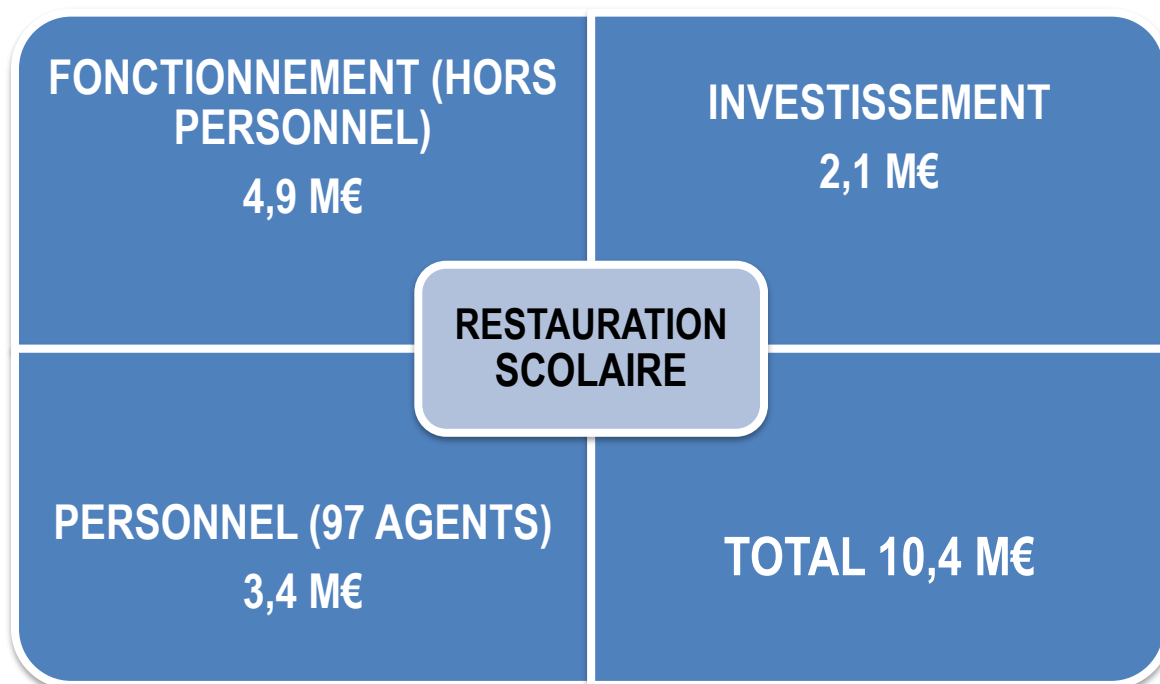 FONCTIONNEMENT (HORS
PERSONNEL)
4,9 M€
INVESTISSEMENT
2,1 M€
RESTAURATION
SCOLAIRE
PERSONNEL (97 AGENTS)
3,4 M€
TOTAL 10,4 M€